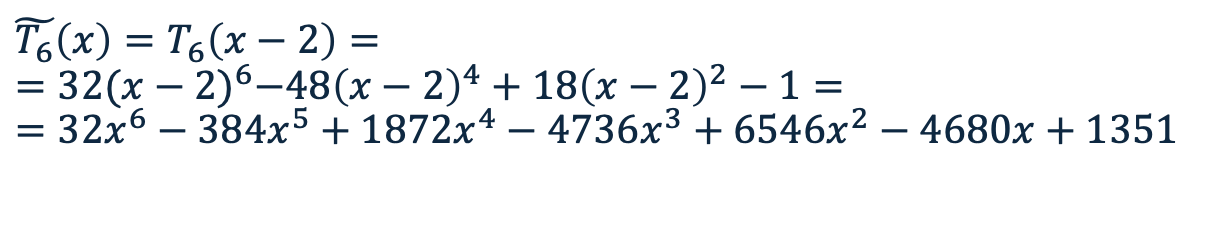 T̃₆(x) = T₆(x − 2) =
= 32(x − 2)⁶−48(x − 2)⁴ + 18(x − 2)² − 1 =
= 32x⁶ − 384x⁵ + 1872x⁴ − 4736x³ + 6546x² − 4680x + 1351